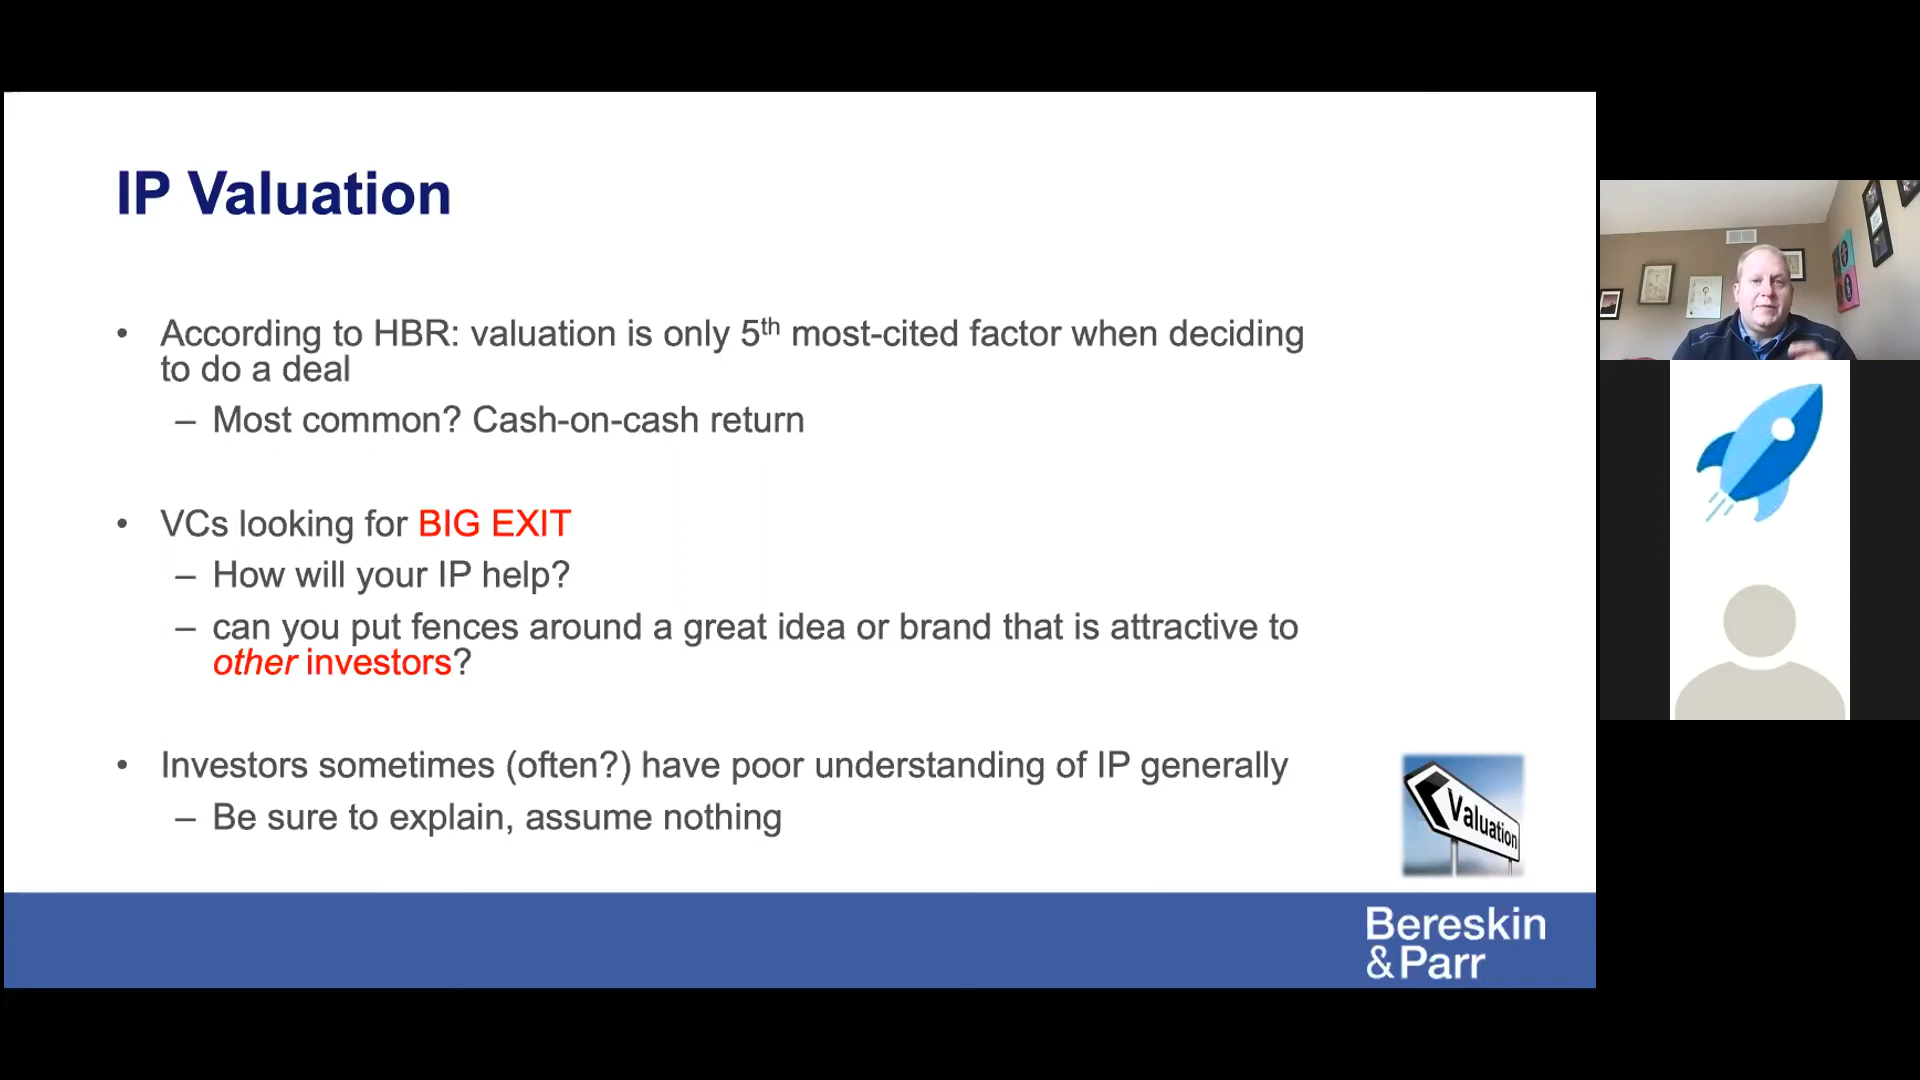 IP Valuation
• According to HBR: valuation is only 5th most-cited factor when deciding
to do a deal
– Most common? Cash-on-cash return
• VCs looking for BIG EXIT
– How will your IP help?
– can you put fences around a great idea or brand that is attractive to
other investors?
• Investors sometimes (often?) have poor understanding of IP generally
– Be sure to explain, assume nothing
Valuation
Bereskin
& Parr